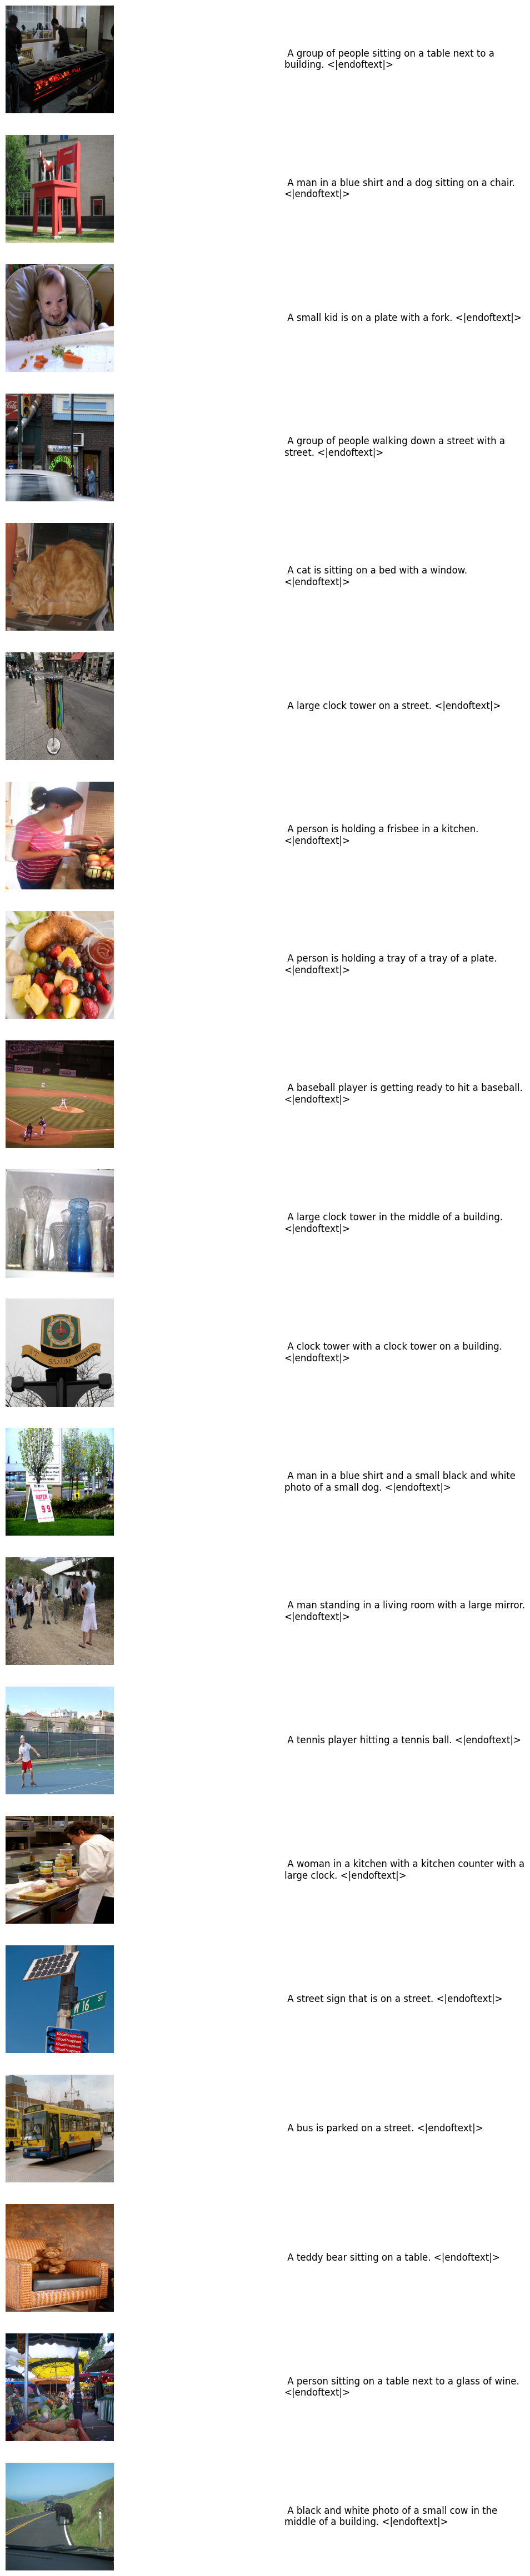 A group of people sitting on a table next to a
building. <|endoftext|>
A man in a blue shirt and a dog sitting on a chair.
<|endoftext|>
A small kid is on a plate with a fork. <|endoftext|>
A group of people walking down a street with a
street. <|endoftext|>
A cat is sitting on a bed with a window.
<|endoftext|>
A large clock tower on a street. <|endoftext|>
A person is holding a frisbee in a kitchen.
<|endoftext|>
A person is holding a tray of a tray of a plate.
<|endoftext|>
A baseball player is getting ready to hit a baseball.
<|endoftext|>
A large clock tower in the middle of a building.
<|endoftext|>
A clock tower with a clock tower on a building.
<|endoftext|>
A man in a blue shirt and a small black and white
photo of a small dog. <|endoftext|>
WATER
99
A man standing in a living room with a large mirror.
<|endoftext|>
A tennis player hitting a tennis ball. <|endoftext|>
A woman in a kitchen with a kitchen counter with a
large clock. <|endoftext|>
W 16 ST
A street sign that is on a street. <|endoftext|>
A bus is parked on a street. <|endoftext|>
A teddy bear sitting on a table. <|endoftext|>
A person sitting on a table next to a glass of wine.
<|endoftext|>
A black and white photo of a small cow in the
middle of a building. <|endoftext|>